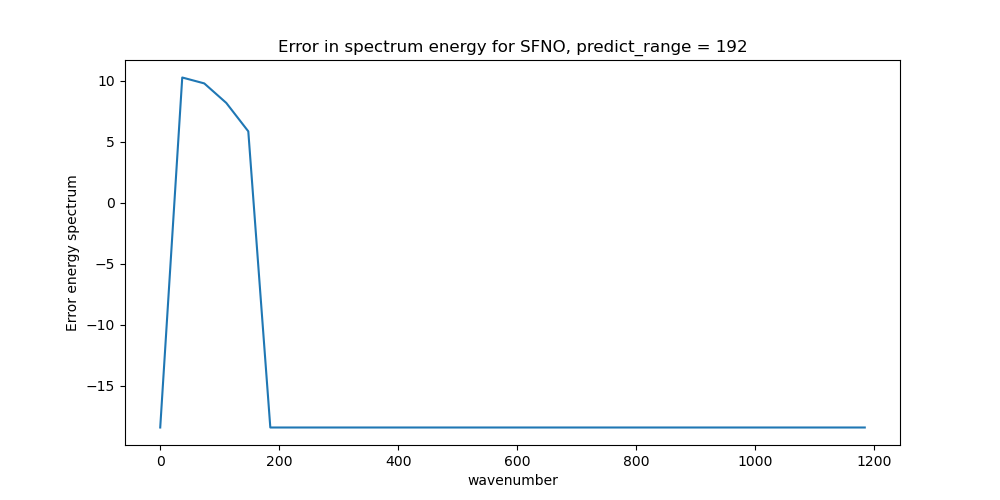 Error in spectrum energy for SFNO, predict_range = 192
10
5
0
−5
−10
−15
Error energy spectrum
0 200 400 600 800 1000 1200
wavenumber